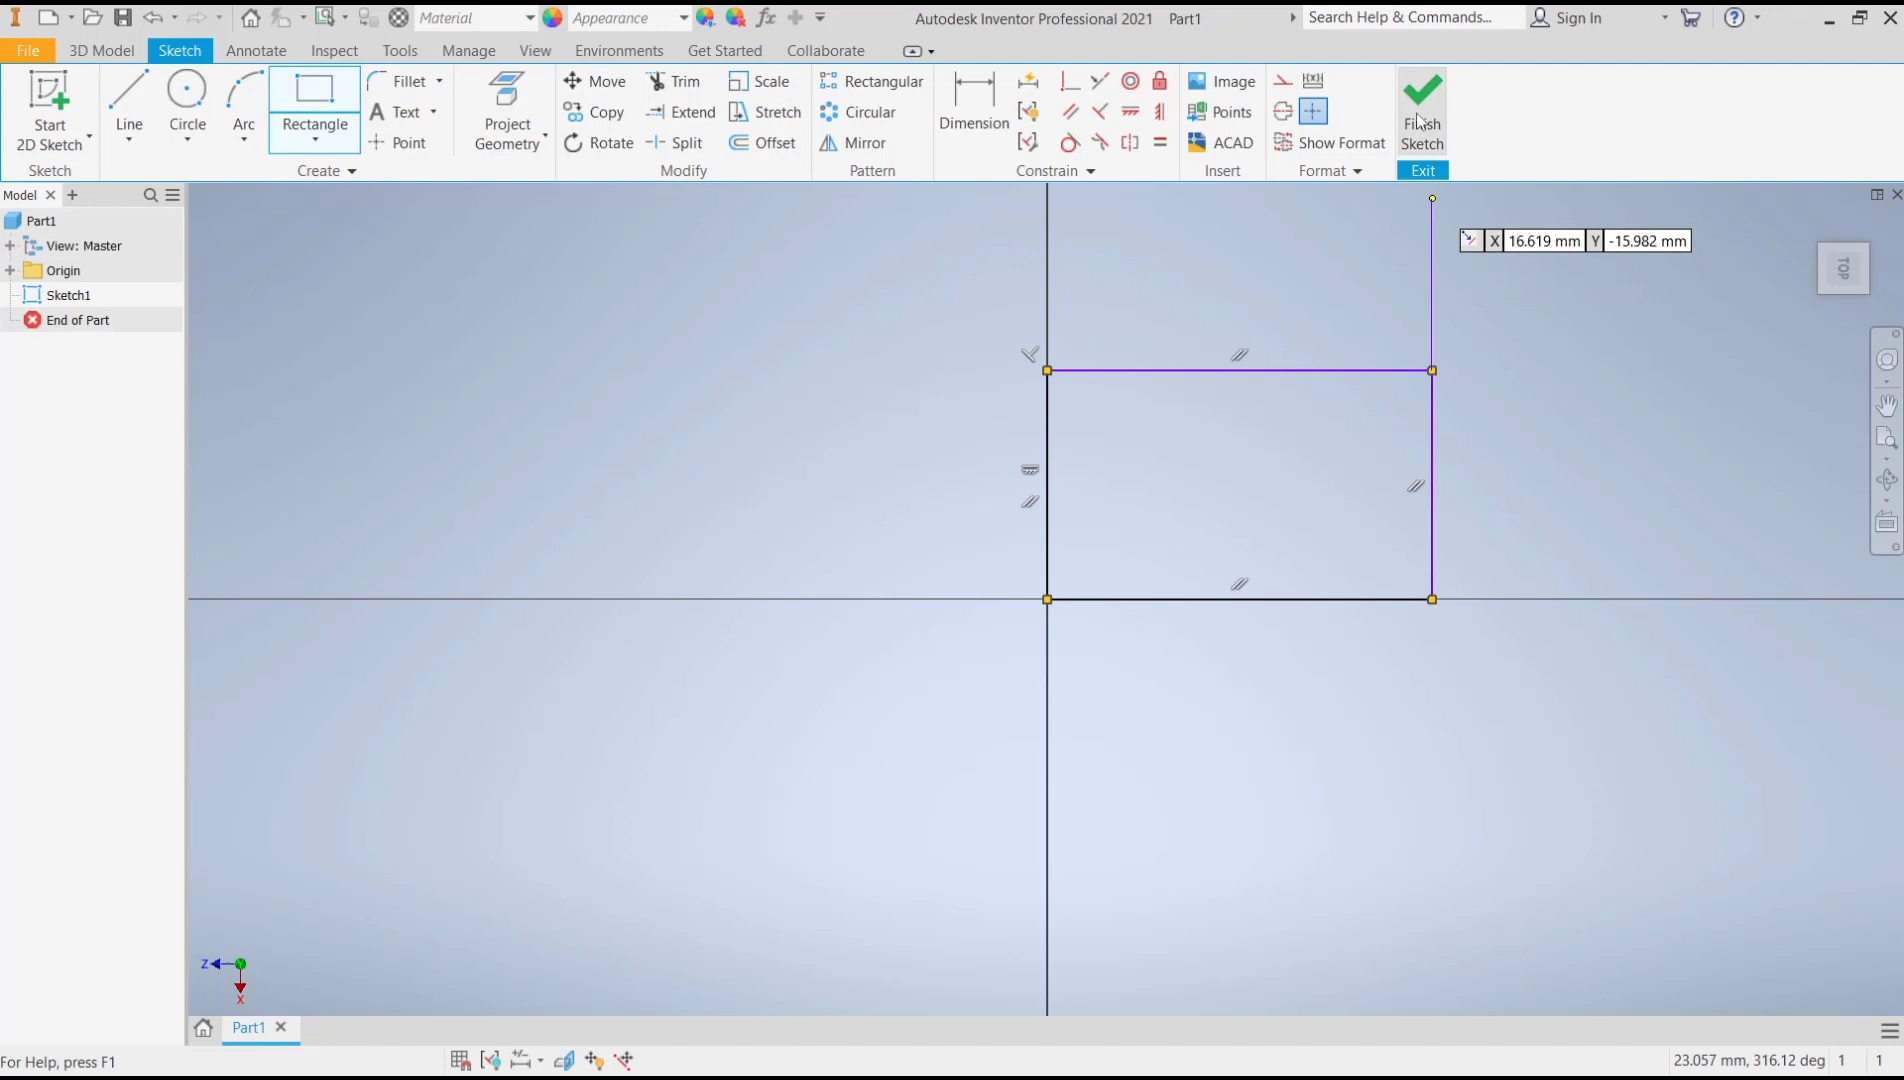 Material Appearance Autodesk Inventor Professional 2021 Part1 Search Help & Commands... Sign In
File 3D Model Sketch Annotate Inspect Tools Manage View Environments Get Started Collaborate
Start 2D Sketch
Line
Circle
Arc
Rectangle
Fillet
Text
Point
Project Geometry
Move
Copy
Rotate
Trim
Extend
Split
Scale
Stretch
Offset
Rectangular
Circular
Mirror
Dimension
Image
Points
ACAD
Show Format
Finish Sketch
Sketch Create Modify Pattern Constrain Insert Format Exit
Model
Part1
View: Master
Origin
Sketch1
End of Part
X 16.619 mm Y -15.982 mm
TOP
Z
X
Part1
For Help, press F1
23.057 mm, 316.12 deg 1 1